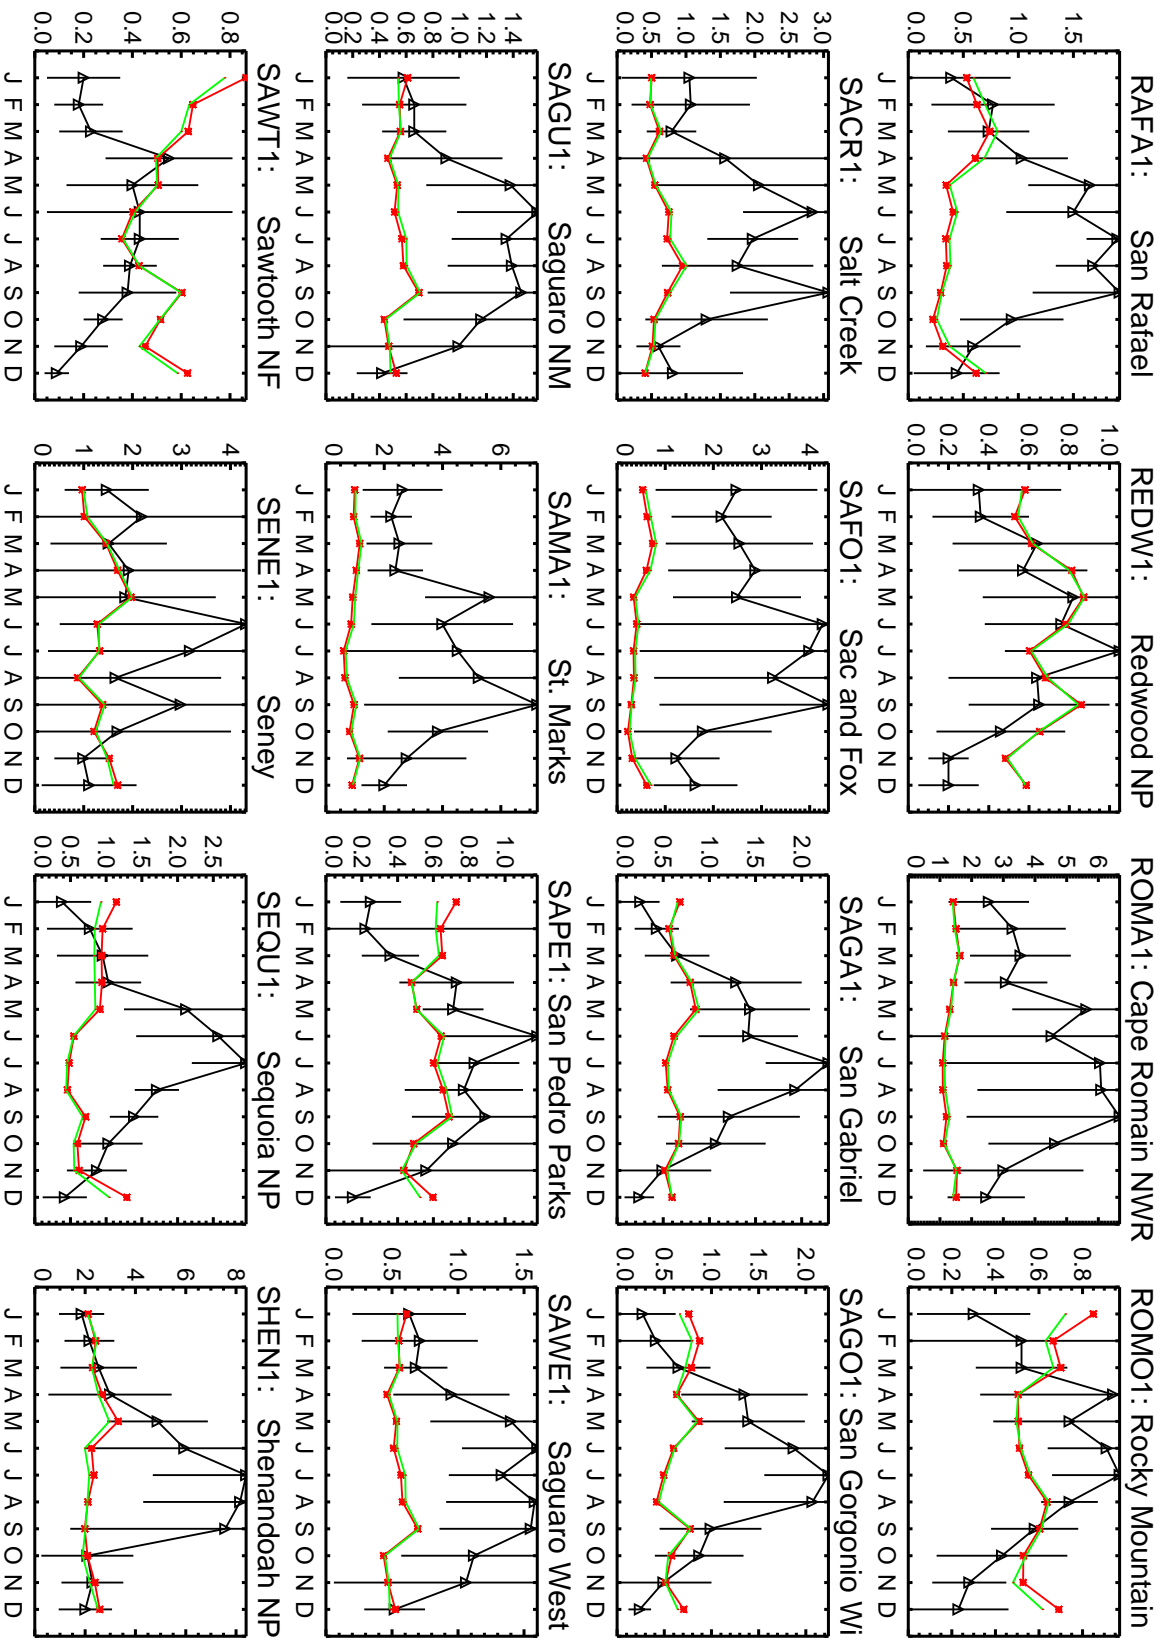 RAFA1: San Rafael
1.5
1.0
0.5
0.0
J F M A M J J A S O N D
REDW1: Redwood NP
1.0
0.8
0.6
0.4
0.2
0.0
J F M A M J J A S O N D
ROMA1: Cape Romain NWR
6
5
4
3
2
1
0
J F M A M J J A S O N D
ROMO1: Rocky Mountain
0.8
0.6
0.4
0.2
0.0
J F M A M J J A S O N D
SACR1: Salt Creek
3.0
2.5
2.0
1.5
1.0
0.5
0.0
J F M A M J J A S O N D
SAFO1: Sac and Fox
4
3
2
1
0
J F M A M J J A S O N D
SAGA1: San Gabriel
2.0
1.5
1.0
0.5
0.0
J F M A M J J A S O N D
SAGO1: San Gorgonio Wi
2.0
1.5
1.0
0.5
0.0
J F M A M J J A S O N D
SAGU1: Saguaro NM
1.4
1.2
1.0
0.8
0.6
0.4
0.2
0.0
J F M A M J J A S O N D
SAMA1: St. Marks
6
4
2
0
J F M A M J J A S O N D
SAPE1: San Pedro Parks
1.0
0.8
0.6
0.4
0.2
0.0
J F M A M J J A S O N D
SAWE1: Saguaro West
1.5
1.0
0.5
0.0
J F M A M J J A S O N D
SAWT1: Sawtooth NF
0.8
0.6
0.4
0.2
0.0
J F M A M J J A S O N D
SENE1: Seney
4
3
2
1
0
J F M A M J J A S O N D
SEQU1: Sequoia NP
2.5
2.0
1.5
1.0
0.5
0.0
J F M A M J J A S O N D
SHEN1: Shenandoah NP
8
6
4
2
0
J F M A M J J A S O N D